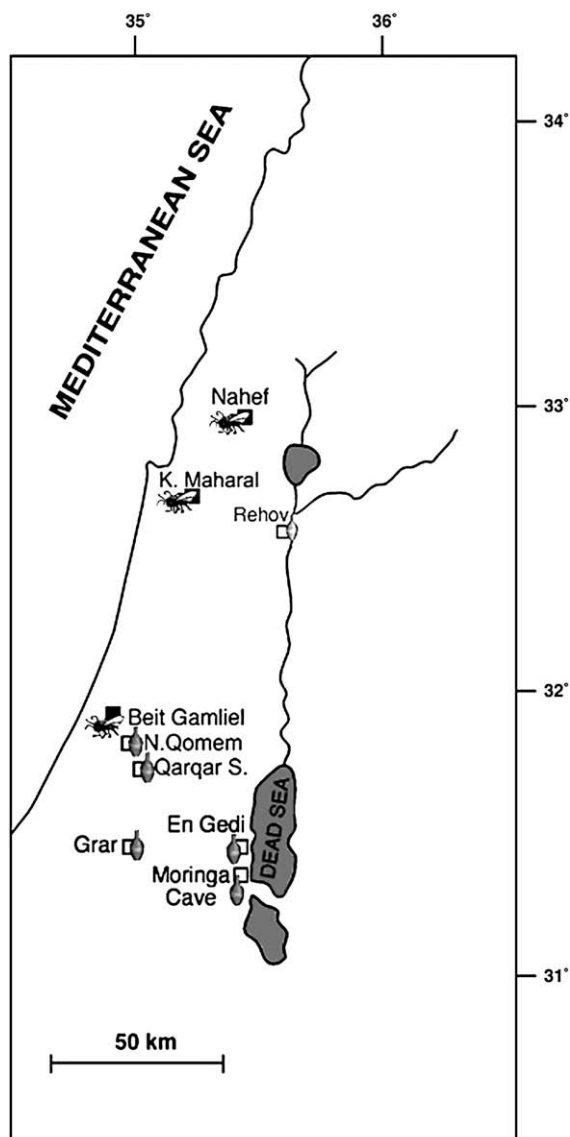 35°
36°
34°
MEDITERRANEAN SEA
33°
Nahef
K. Maharal
Rehov
32°
Beit Gamliel
N.Qomem
Qarqar S.
En Gedi
Grar
DEAD SEA
Moringa
Cave
31°
50 km